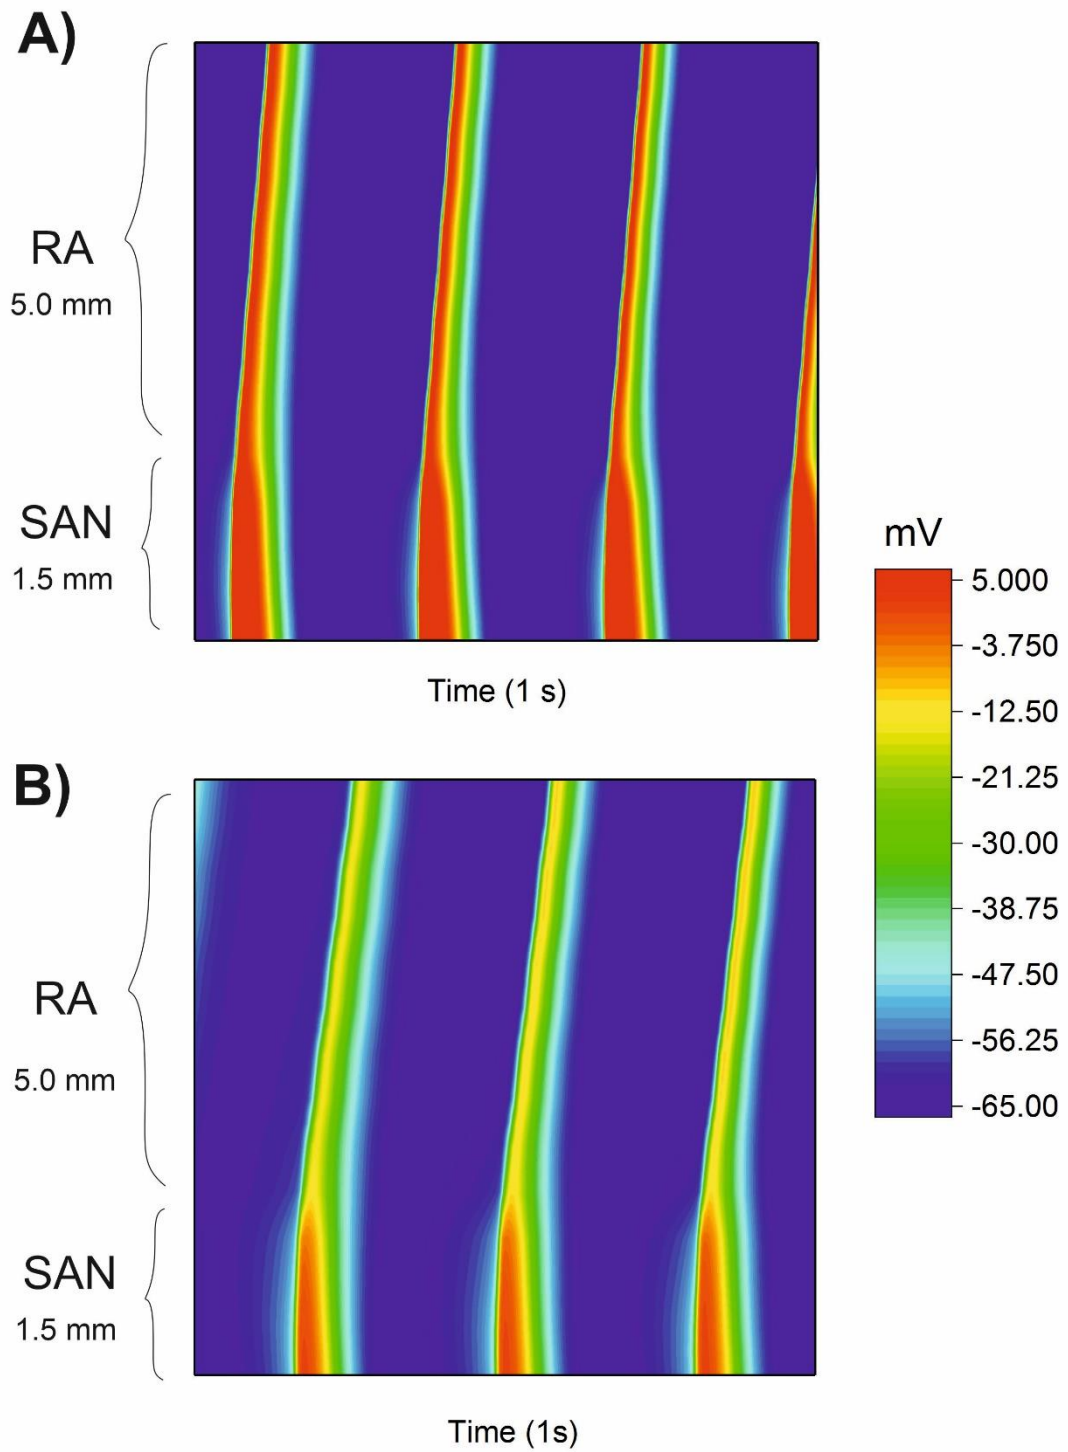 A)
RA
5.0 mm
SAN
1.5 mm
Time (1 s)
mV
5.000
-3.750
-12.50
-21.25
-30.00
-38.75
-47.50
-56.25
-65.00
B)
RA
5.0 mm
SAN
1.5 mm
Time (1s)